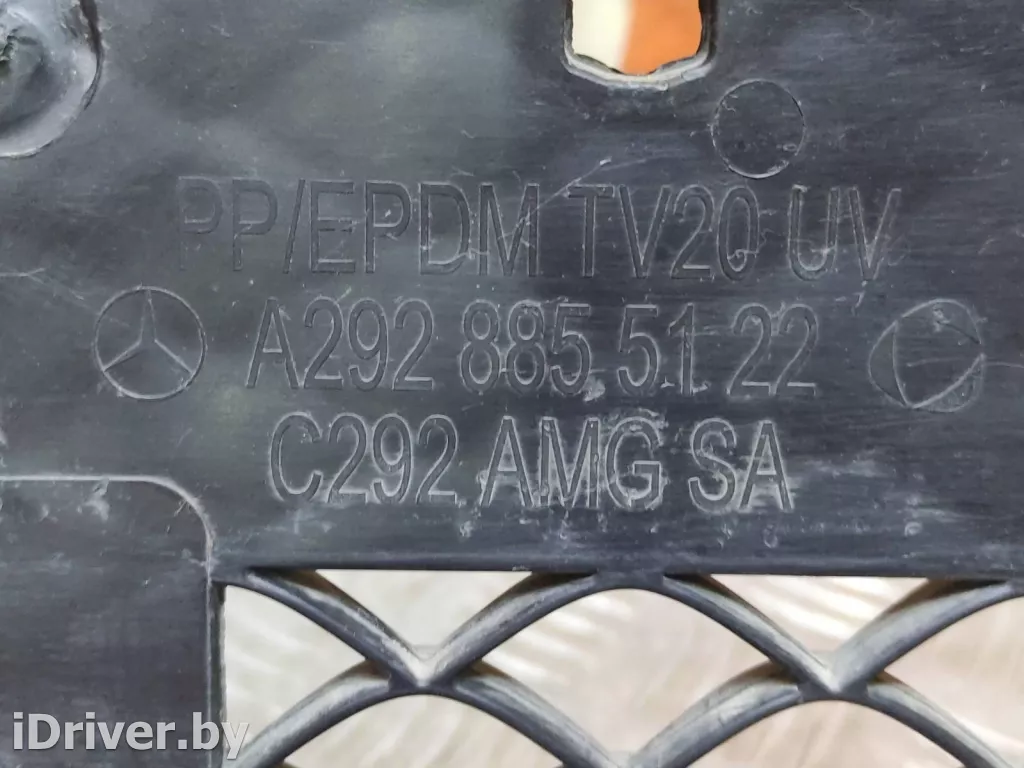 PP/EPDM TV20 UV
A292 885 51 22
C292 AMG SA
iDriver.by